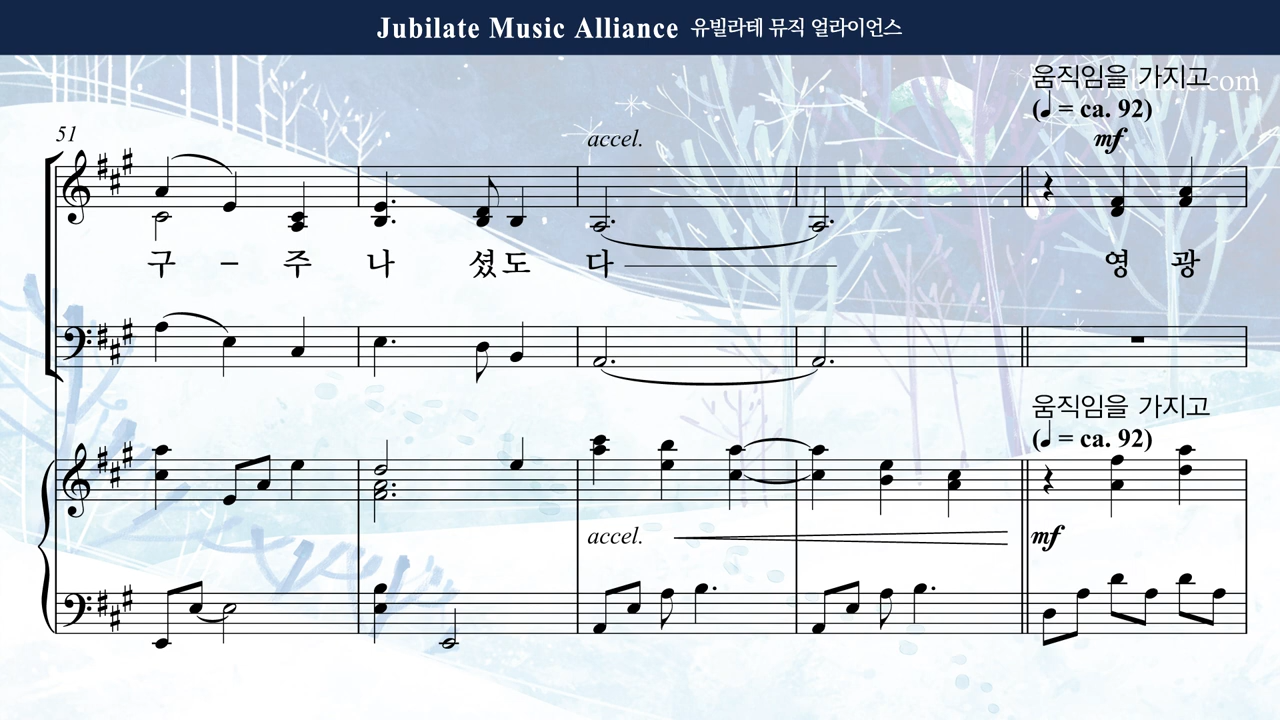 Jubilate Music Alliance 유빌라테 뮤직 얼라이언스
움직임을 가지고
(♩ = ca. 92)
51
accel.
mf
구 – 주 나 셨도 다 영 광
움직임을 가지고
(♩ = ca. 92)
accel.
mf